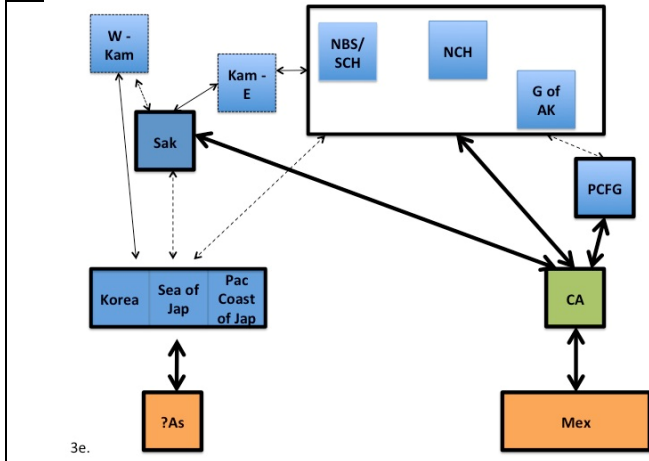 W -
Kam
Kam -
E
NBS/
SCH
NCH
G of
AK
Sak
PCFG
Korea
Sea of
Jap
Pac
Coast
of Jap
CA
?As
Mex
3e.